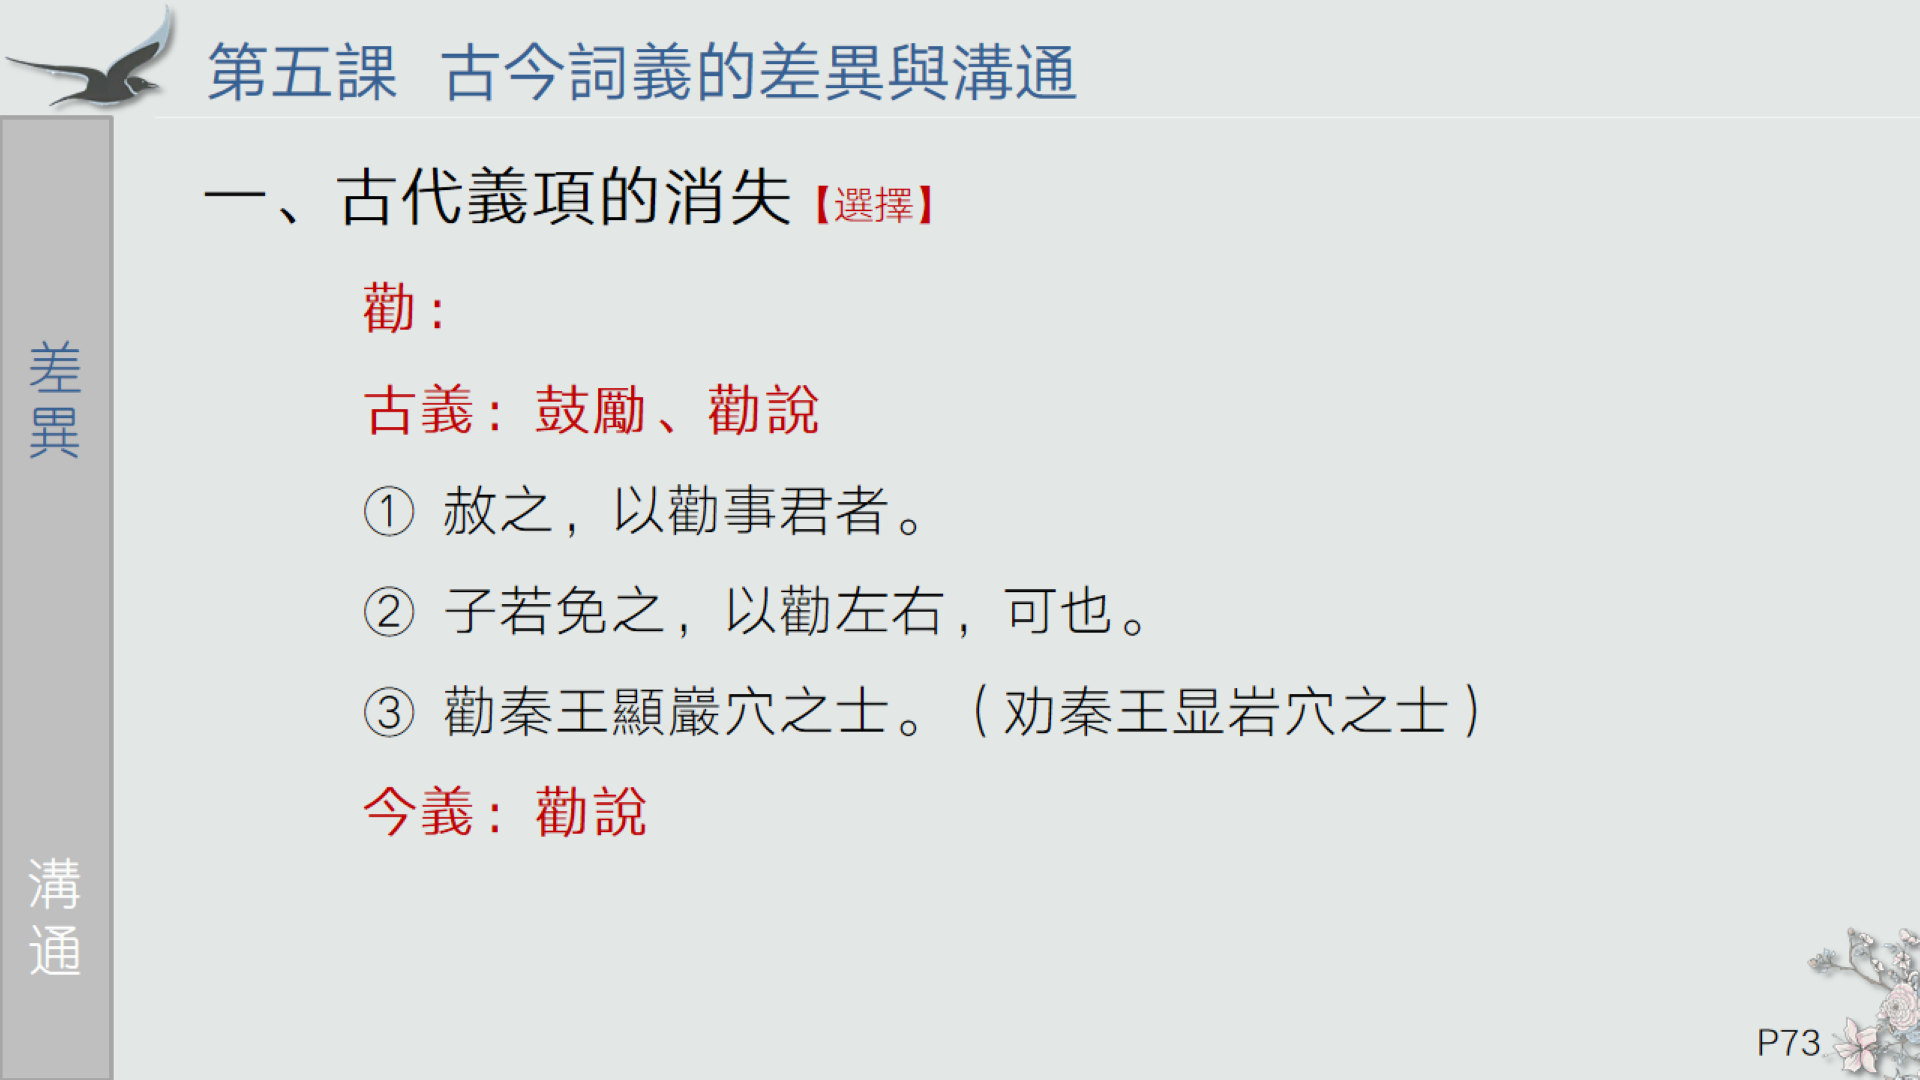 第五課 古今詞義的差異與溝通
一、古代義項的消失【選擇】
勸：
古義：鼓勵、勸說
① 赦之，以勸事君者。
② 子若免之，以勸左右，可也。
③ 勸秦王顯巖穴之士。（劝秦王显岩穴之士）
今義：勸說
差異
溝通
P73